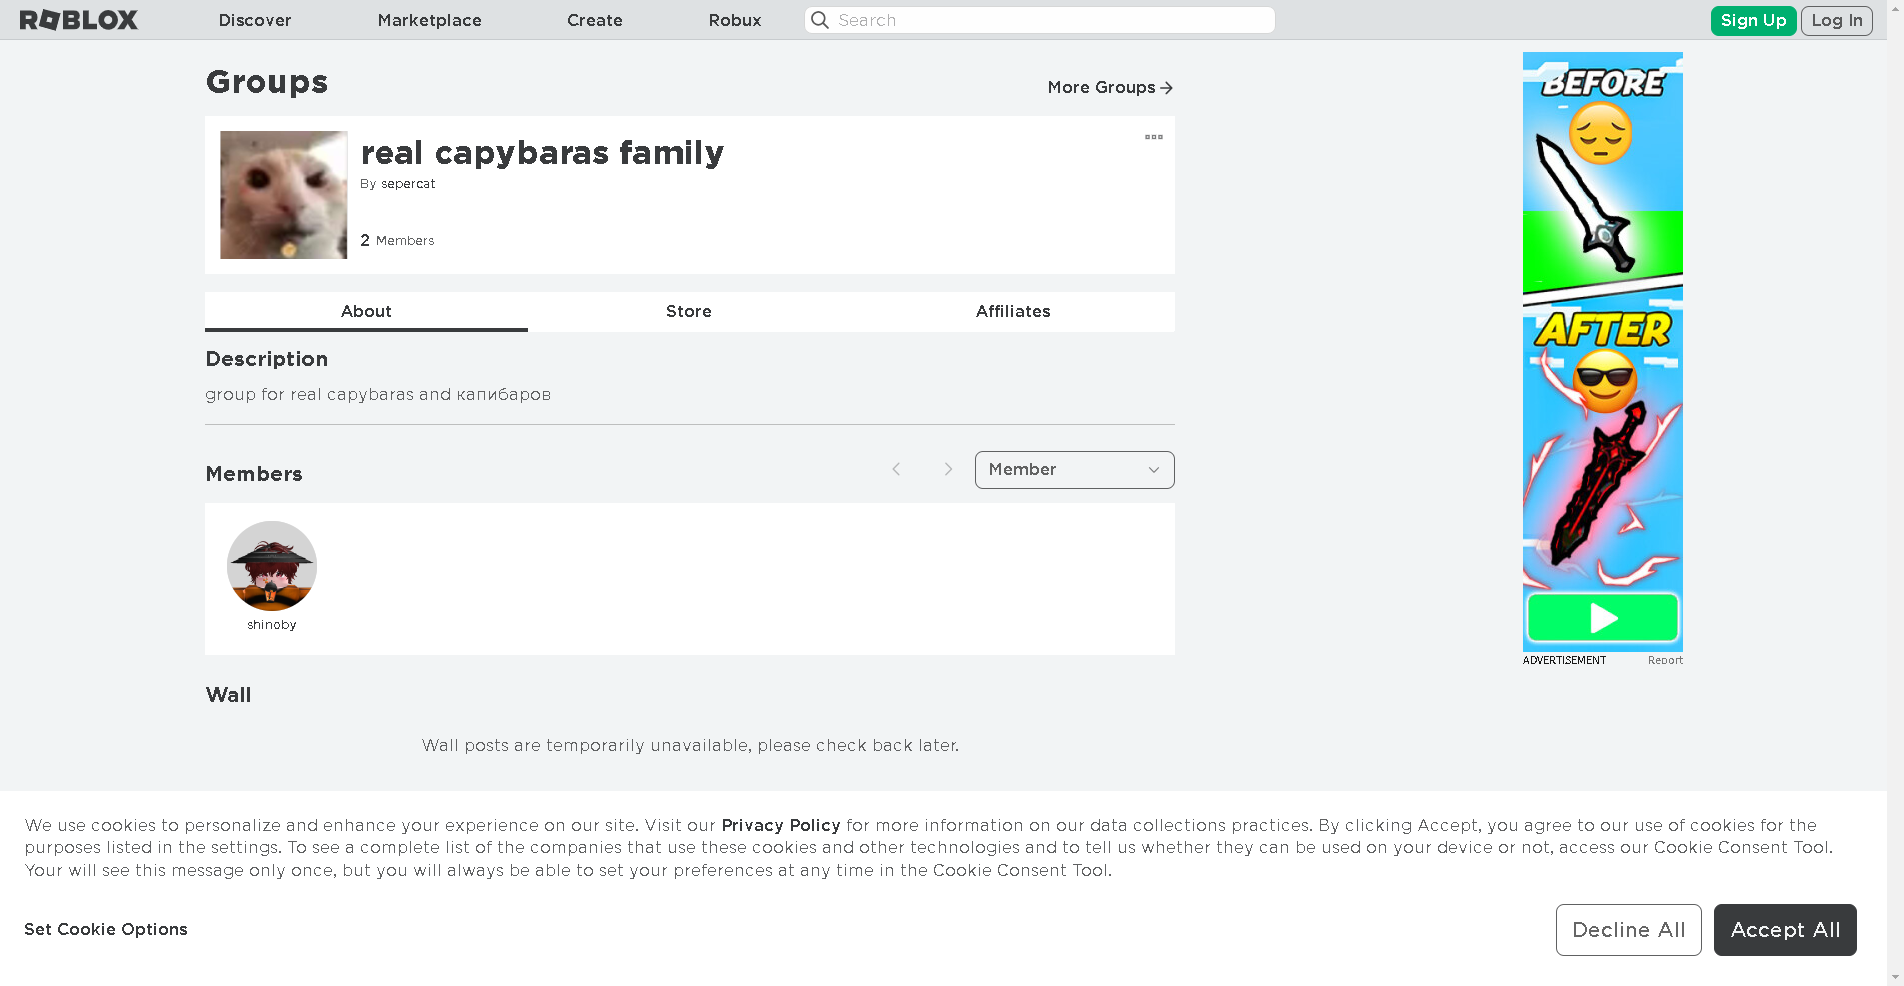 ROBLOX
Discover
Marketplace
Create
Robux
Search
Sign Up
Log In
Groups
More Groups
real capybaras family
By sepercat
2 Members
About
Store
Affiliates
Description
group for real capybaras and капибаров
Members
Member
shinoby
Wall
Wall posts are temporarily unavailable, please check back later.
BEFORE
AFTER
ADVERTISEMENT
Report
We use cookies to personalize and enhance your experience on our site. Visit our Privacy Policy for more information on our data collections practices. By clicking Accept, you agree to our use of cookies for the
purposes listed in the settings. To see a complete list of the companies that use these cookies and other technologies and to tell us whether they can be used on your device or not, access our Cookie Consent Tool.
Your will see this message only once, but you will always be able to set your preferences at any time in the Cookie Consent Tool.
Set Cookie Options
Decline All
Accept All